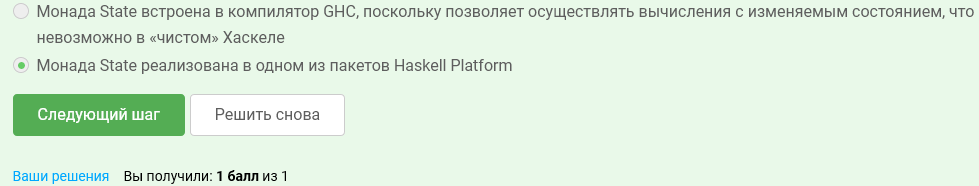 Монада State встроена в компилятор GHC, поскольку позволяет осуществлять вычисления с изменяемым состоянием, что
невозможно в «чистом» Хаскеле
Монада State реализована в одном из пакетов Haskell Platform
Следующий шаг Решить снова
Ваши решения Вы получили: 1 балл из 1